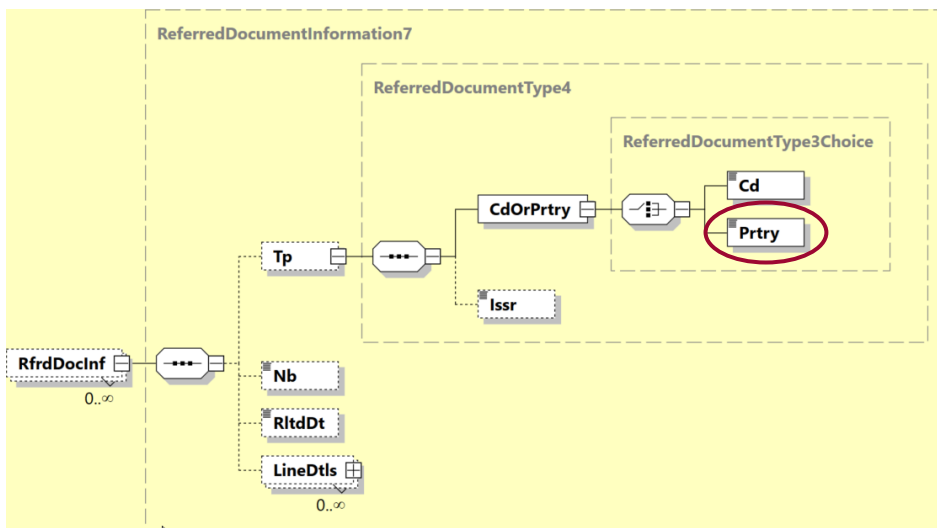 ReferredDocumentInformation7
ReferredDocumentType4
ReferredDocumentType3Choice
Cd
CdOrPrtry
Prtry
Tp
Issr
RfrdDocInf
0..∞
Nb
RltdDt
LineDtls
0..∞